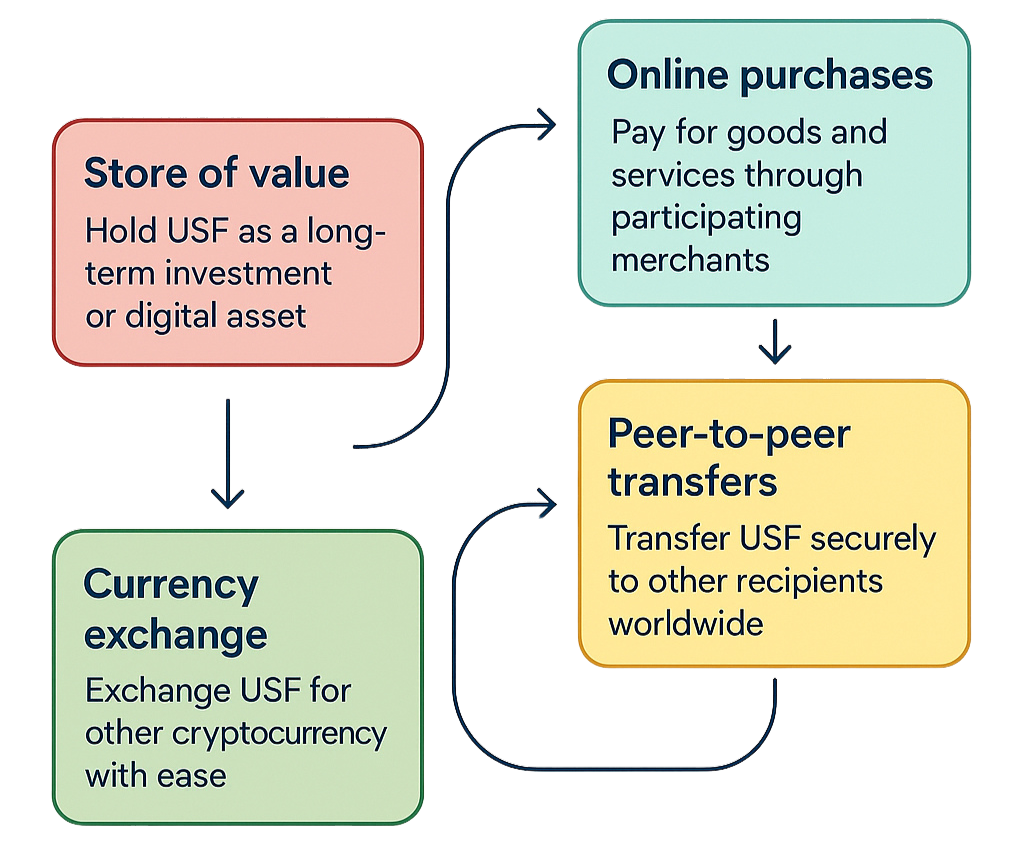 Store of value
Hold USF as a long-
term investment
or digital asset
Currency
exchange
Exchange USF for
other cryptocurrency
with ease
Online purchases
Pay for goods and
services through
participating
merchants
Peer-to-peer
transfers
Transfer USF securely
to other recipients
worldwide